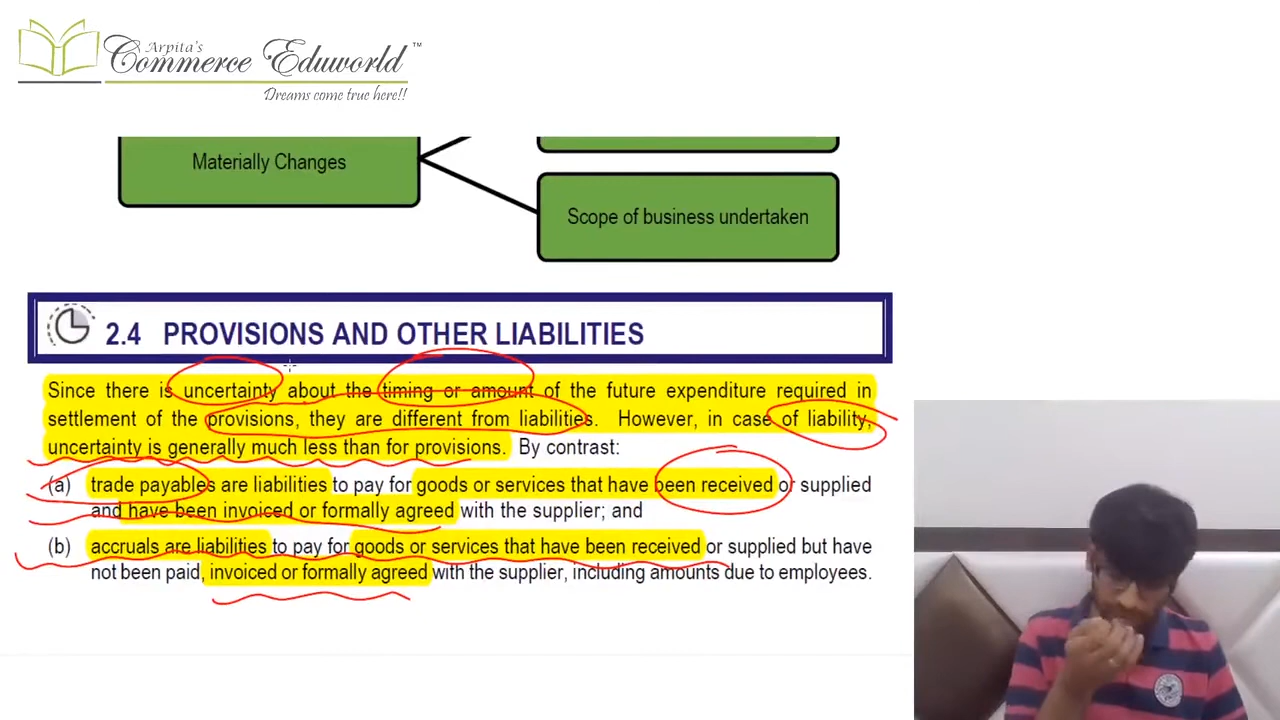 Arpita's
Commerce Eduworld™
Dreams come true here!!
Materially Changes
Scope of business undertaken
2.4 PROVISIONS AND OTHER LIABILITIES
Since there is uncertainty about the timing or amount of the future expenditure required in
settlement of the provisions, they are different from liabilities. However, in case of liability,
uncertainty is generally much less than for provisions. By contrast:
(a) trade payables are liabilities to pay for goods or services that have been received or supplied
and have been invoiced or formally agreed with the supplier; and
(b) accruals are liabilities to pay for goods or services that have been received or supplied but have
not been paid, invoiced or formally agreed with the supplier, including amounts due to employees.